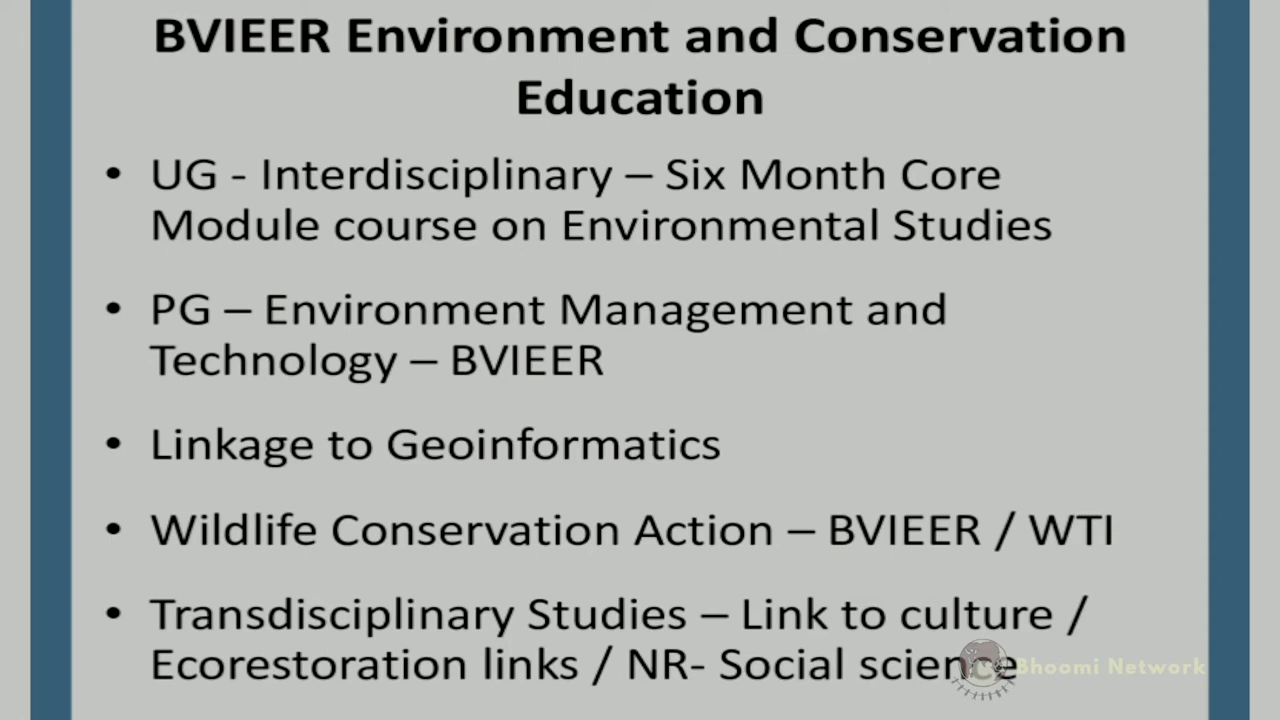 BVIEER Environment and Conservation
Education
• UG - Interdisciplinary – Six Month Core
Module course on Environmental Studies
• PG – Environment Management and
Technology – BVIEER
• Linkage to Geoinformatics
• Wildlife Conservation Action – BVIEER / WTI
• Transdisciplinary Studies – Link to culture /
Ecorestoration links / NR- Social science
Bhoomi Network